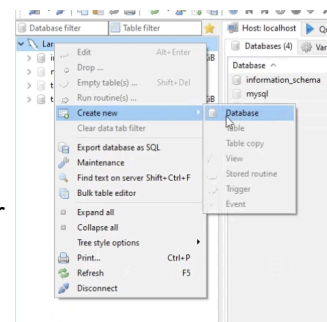 Database filter
Table filter
Host: localhost
Databases (4)
Database
information_schema
mysql
Edit Alt+Enter
Drop ...
Empty table(s) ... Shift+Del
Run routine(s) ...
Create new
Clear data tab filter
Export database as SQL
Maintenance
Find text on server Shift+Ctrl+F
Bulk table editor
Expand all
Collapse all
Tree style options
Print... Ctrl+P
Refresh F5
Disconnect
Database
Table
Table copy
View
Stored routine
Trigger
Event